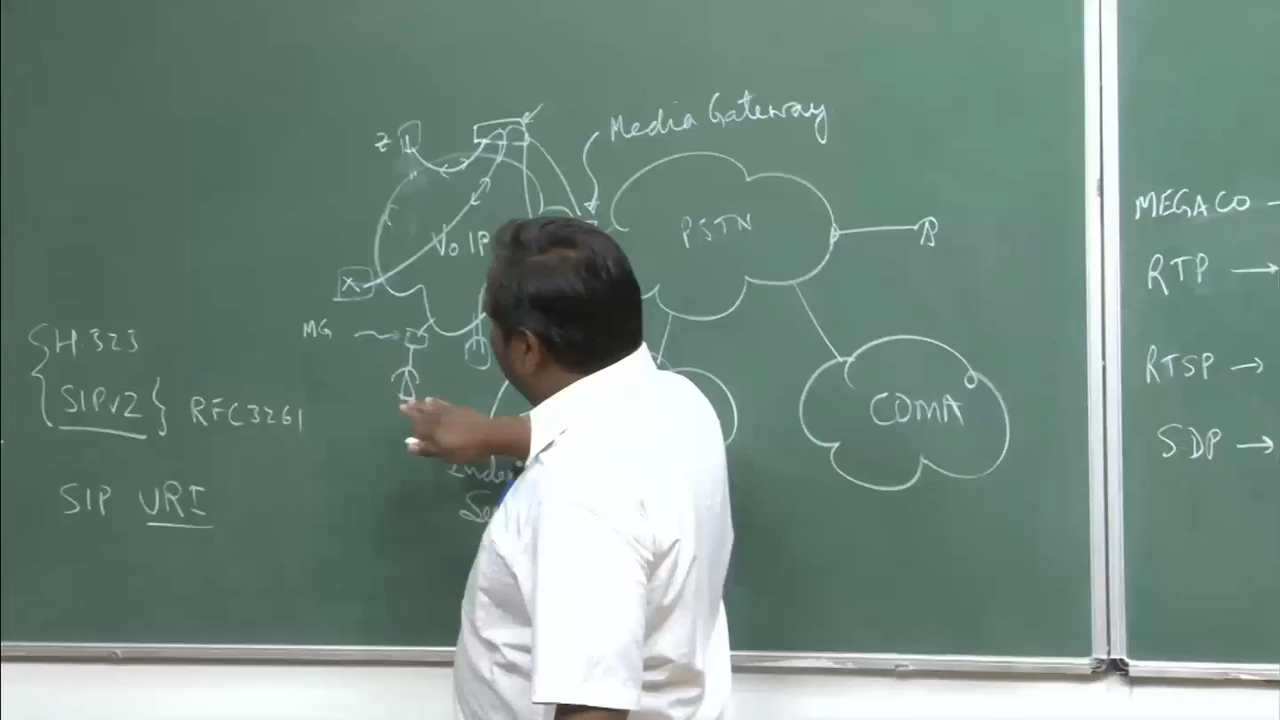 Media Gateway
Z
VoIP
PSTN
X
MG
H.323
SIPv2
RFC3261
SIP URI
CDMA
MEGACO →
RTP →
RTSP →
SDP →